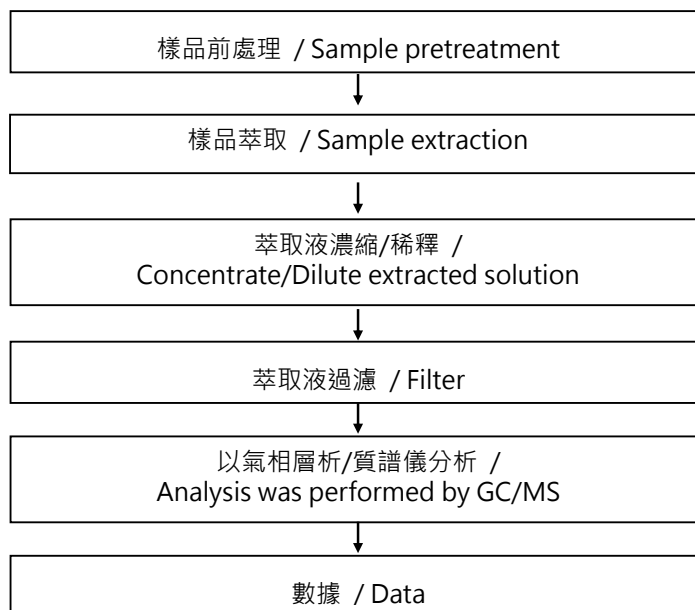 樣品前處理 / Sample pretreatment
樣品萃取 / Sample extraction
萃取液濃縮/稀釋 /
Concentrate/Dilute extracted solution
萃取液過濾 / Filter
以氣相層析/質譜儀分析 /
Analysis was performed by GC/MS
數據 / Data